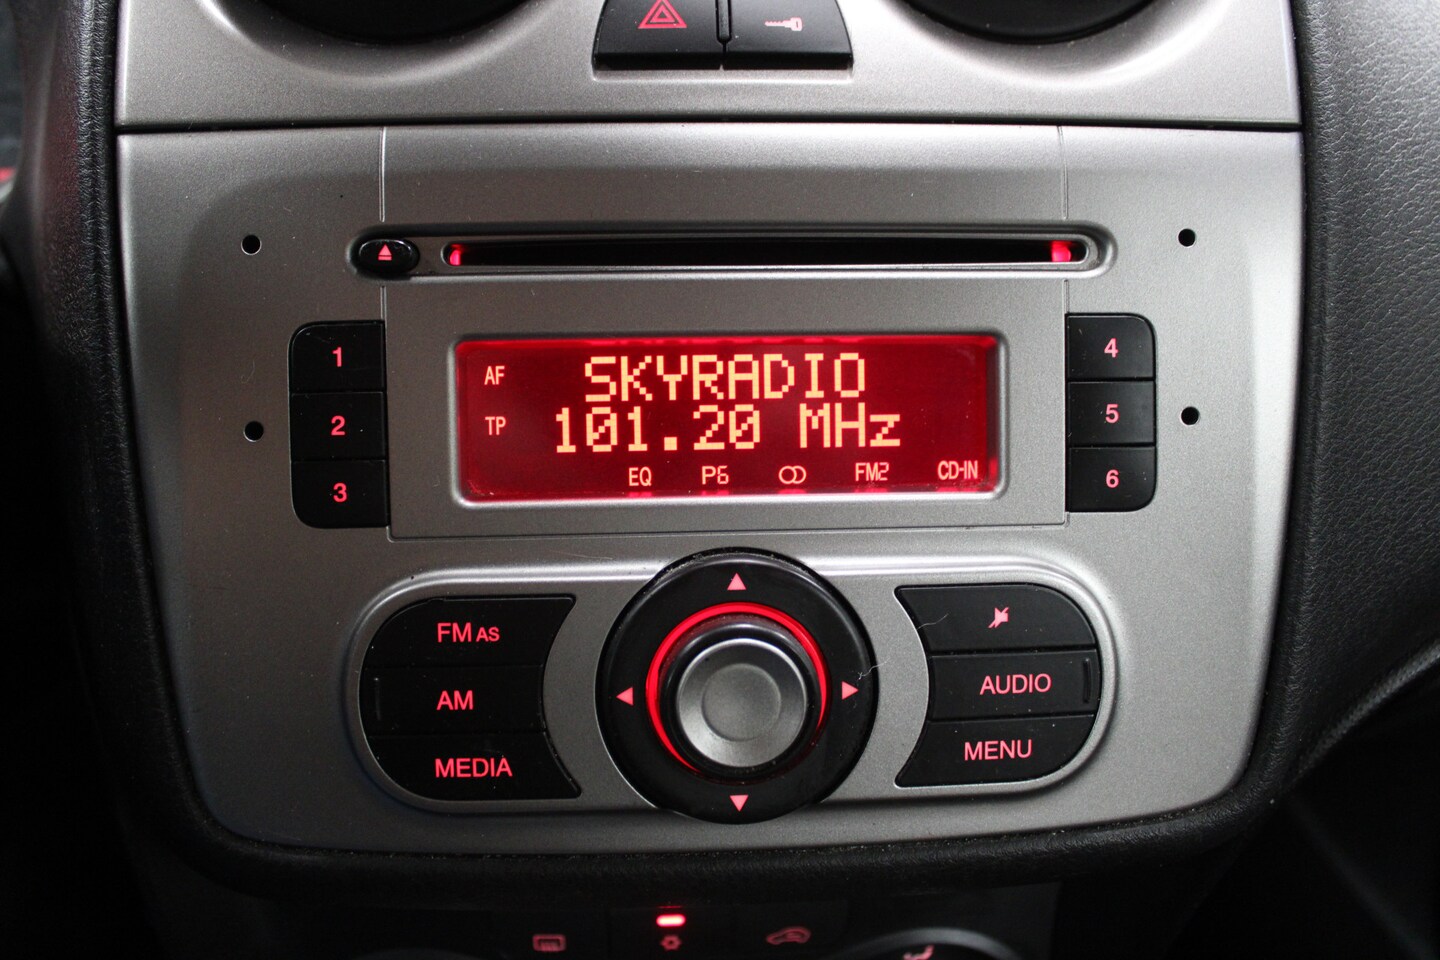 SKYRADIO
AF
101.20 MHz
TP
EQ P6 FM2 CD-IN
1
2
3
4
5
6
FM AS
AM
MEDIA
AUDIO
MENU